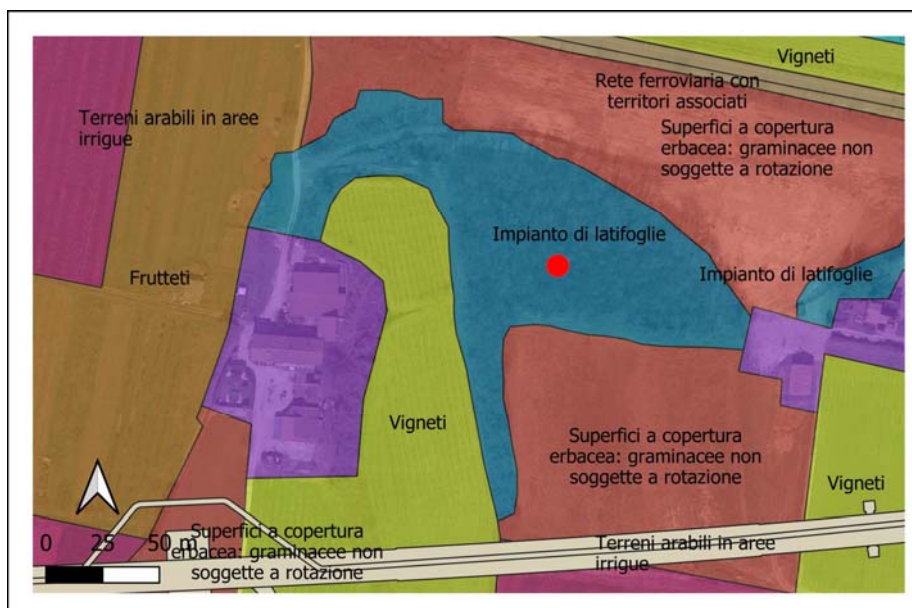 Vigneti
Rete ferroviaria con
territori associati
Superfici a copertura
erbacea: graminacee non
soggette a rotazione
Terreni arabili in aree
irrigue
Impianto di latifoglie
Impianto di latifoglie
Frutteti
Vigneti
Superfici a copertura
erbacea: graminacee non
soggette a rotazione
Vigneti
Superfici a copertura
erbacea: graminacee non
soggette a rotazione
Terreni arabili in aree
irrigue
0 25 50 m